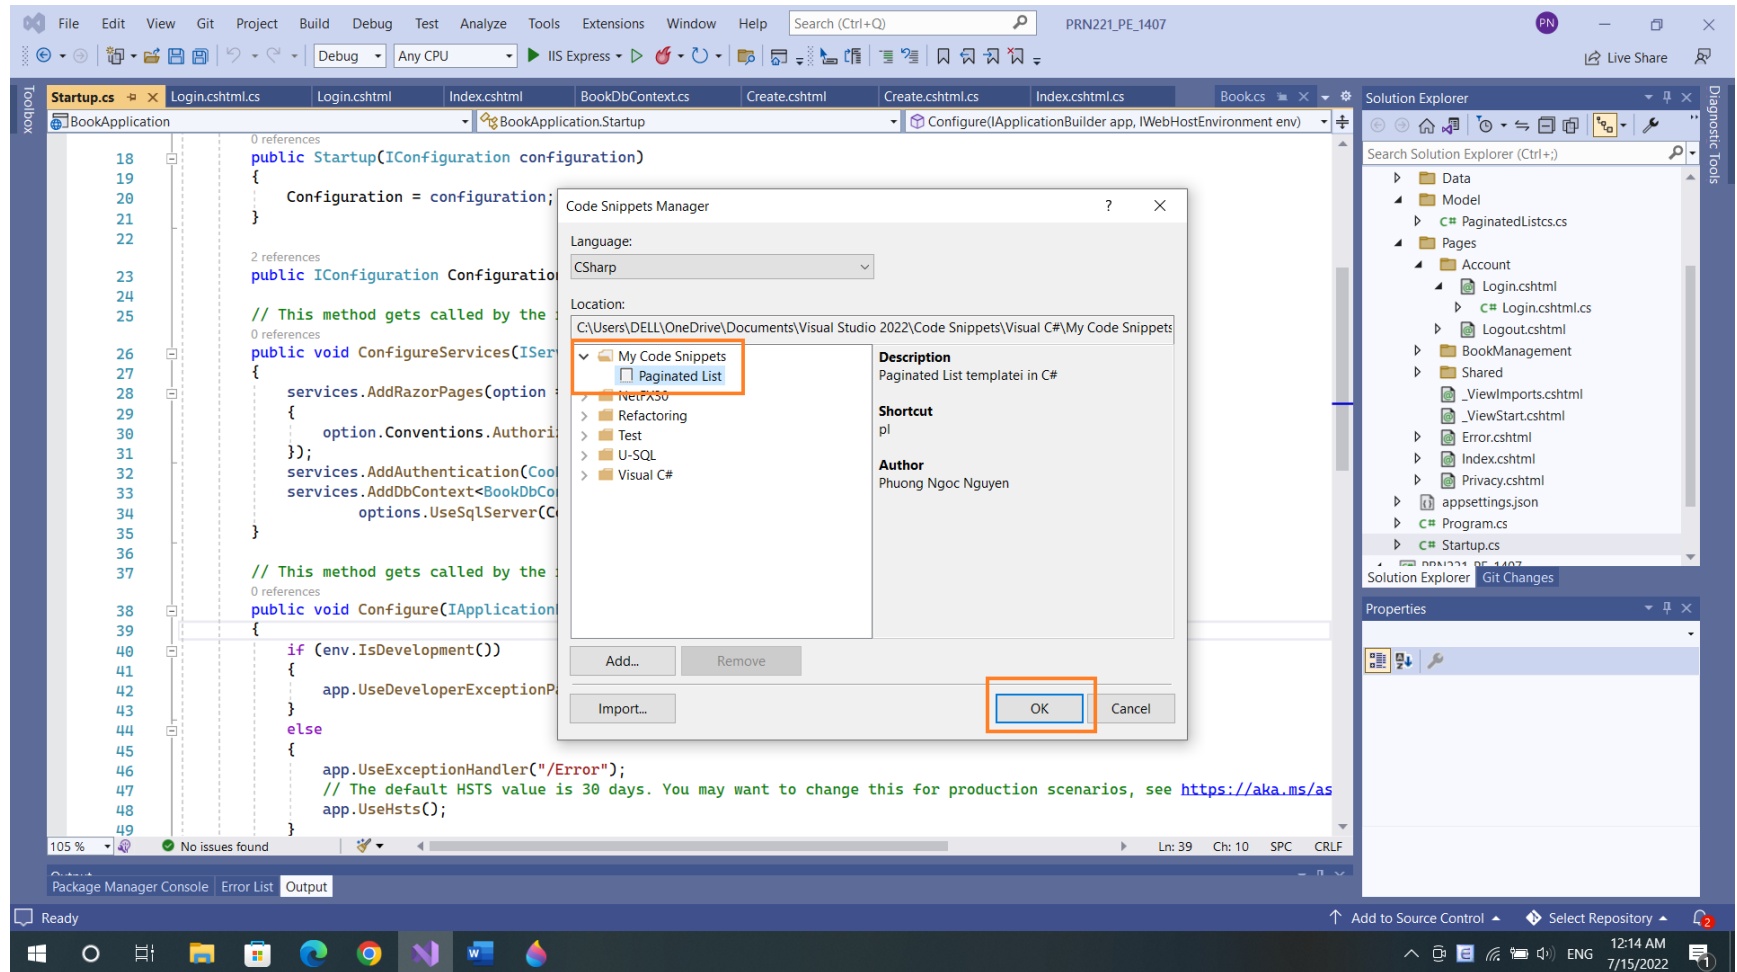 File Edit View Git Project Build Debug Test Analyze Tools Extensions Window Help Search (Ctrl+Q) PRN221_PE_1407 PN
Debug Any CPU IIS Express Live Share
Toolbox
Startup.cs Login.cshtml.cs Login.cshtml Index.cshtml BookDbContext.cs Create.cshtml Create.cshtml.cs Index.cshtml.cs Book.cs
BookApplication BookApplication.Startup Configure(IApplicationBuilder app, IWebHostEnvironment env)
0 references
18 public Startup(IConfiguration configuration)
19 {
20 Configuration = configuration;
21 }
22
2 references
23 public IConfiguration Configuration
24
25 // This method gets called by the
0 references
26 public void ConfigureServices(ISer
27 {
28 services.AddRazorPages(option
29 {
30 option.Conventions.Authori
31 });
32 services.AddAuthentication(Coo
33 services.AddDbContext<BookDbCo
34 options.UseSqlServer(C
35 }
36
37 // This method gets called by the
0 references
38 public void Configure(IApplication
39 {
40 if (env.IsDevelopment())
41 {
42 app.UseDeveloperExceptionP
43 }
44 else
45 {
46 app.UseExceptionHandler("/Error");
47 // The default HSTS value is 30 days. You may want to change this for production scenarios, see https://aka.ms/as
48 app.UseHsts();
49 }
105 % No issues found Ln: 39 Ch: 10 SPC CRLF
Code Snippets Manager ?
Language:
CSharp
Location:
C:\Users\DELL\OneDrive\Documents\Visual Studio 2022\Code Snippets\Visual C#\My Code Snippets
My Code Snippets
Paginated List
NetFX30
Refactoring
Test
U-SQL
Visual C#
Description
Paginated List templatei in C#
Shortcut
pl
Author
Phuong Ngoc Nguyen
Add... Remove
Import... OK Cancel
Solution Explorer
Search Solution Explorer (Ctrl+;)
Data
Model
C# PaginatedListcs.cs
Pages
Account
Login.cshtml
C# Login.cshtml.cs
Logout.cshtml
BookManagement
Shared
_ViewImports.cshtml
_ViewStart.cshtml
Error.cshtml
Index.cshtml
Privacy.cshtml
appsettings.json
C# Program.cs
C# Startup.cs
PRN221_PE_1407
Solution Explorer Git Changes
Properties
Diagnostic Tools
Output
Package Manager Console Error List Output
Ready Add to Source Control Select Repository 2
ENG 12:14 AM
7/15/2022 1